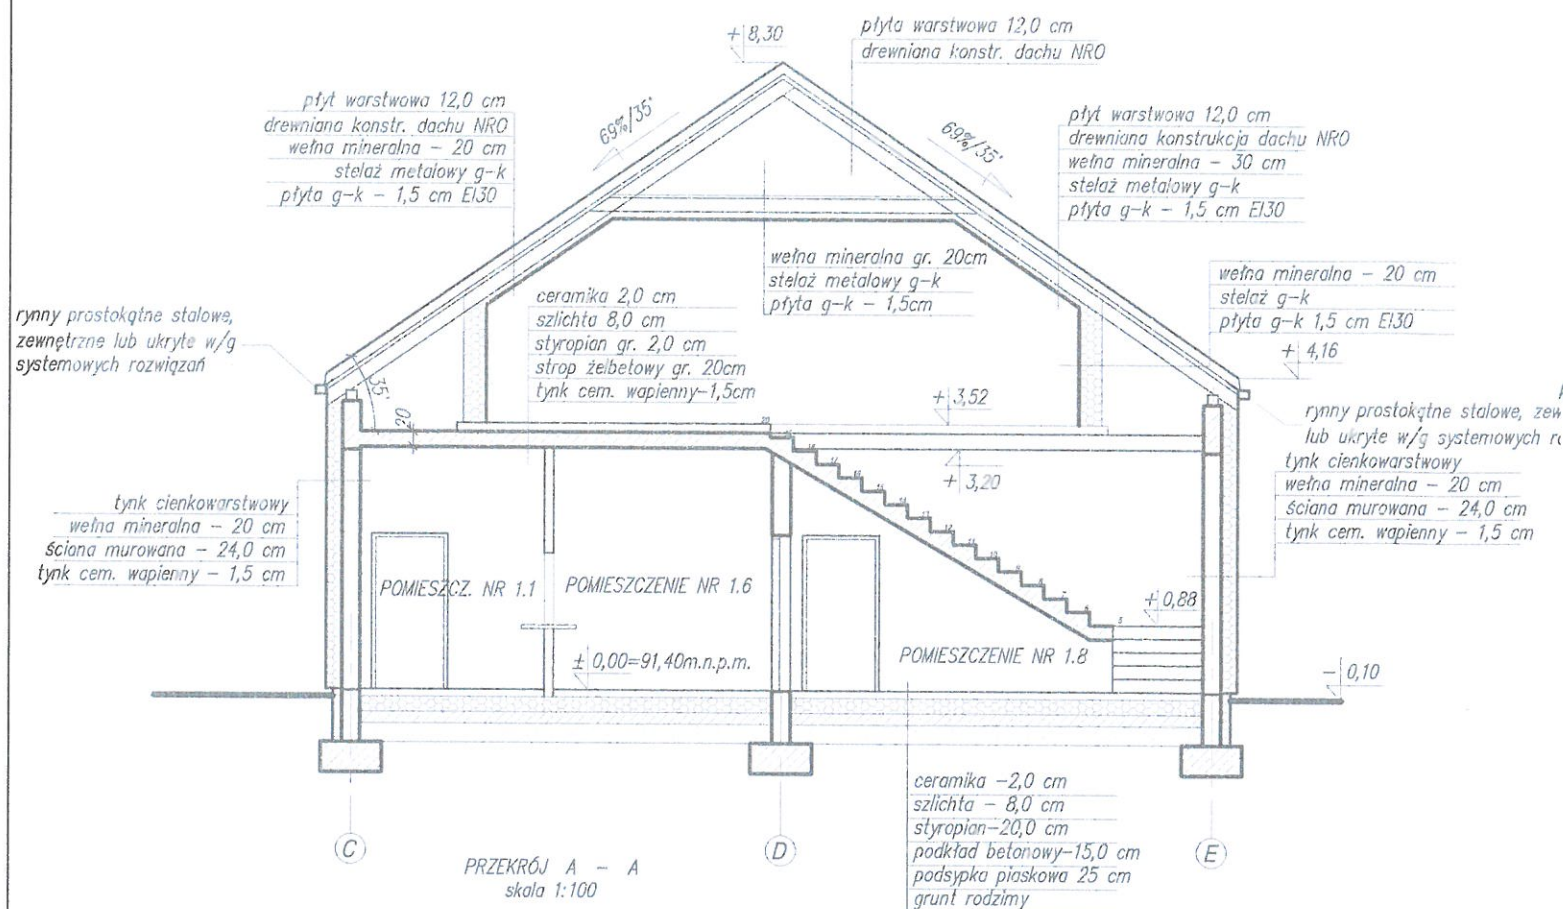 + 8,30
płyta warstwowa 12,0 cm
drewniana konstr. dachu NRO
płyt warstwowa 12,0 cm
drewniana konstr. dachu NRO
wełna mineralna - 20 cm
stelaż metalowy g-k
płyta g-k - 1,5 cm EI30
69%/35°
69%/35°
płyt warstwowa 12,0 cm
drewniana konstrukcja dachu NRO
wełna mineralna - 30 cm
stelaż metalowy g-k
płyta g-k - 1,5 cm EI30
wełna mineralna gr. 20cm
stelaż metalowy g-k
płyta g-k - 1,5cm
wełna mineralna - 20 cm
stelaż g-k
płyta g-k 1,5 cm EI30
+ 4,16
rynny prostokątne stalowe,
zewnętrzne lub ukryte w/g
systemowych rozwiązań
ceramika 2,0 cm
szlichta 8,0 cm
styropian gr. 2,0 cm
strop żelbetowy gr. 20cm
tynk cem. wapienny-1,5cm
35°
20
+ 3,52
+ 3,20
rynny prostokątne stalowe, zew
lub ukryte w/g systemowych
tynk cienkowarstwowy
wełna mineralna - 20 cm
ściana murowana - 24,0 cm
tynk cem. wapienny - 1,5 cm
tynk cienkowarstwowy
wełna mineralna - 20 cm
ściana murowana - 24,0 cm
tynk cem. wapienny - 1,5 cm
POMIESZCZ. NR 1.1
POMIESZCZENIE NR 1.6
+ 0,88
± 0,00=91,40m.n.p.m.
POMIESZCZENIE NR 1.8
- 0,10
ceramika -2,0 cm
szlichta - 8,0 cm
styropian-20,0 cm
podkład betonowy-15,0 cm
podsypka piaskowa 25 cm
grunt rodzimy
C
D
E
PRZEKRÓJ A - A
skala 1:100